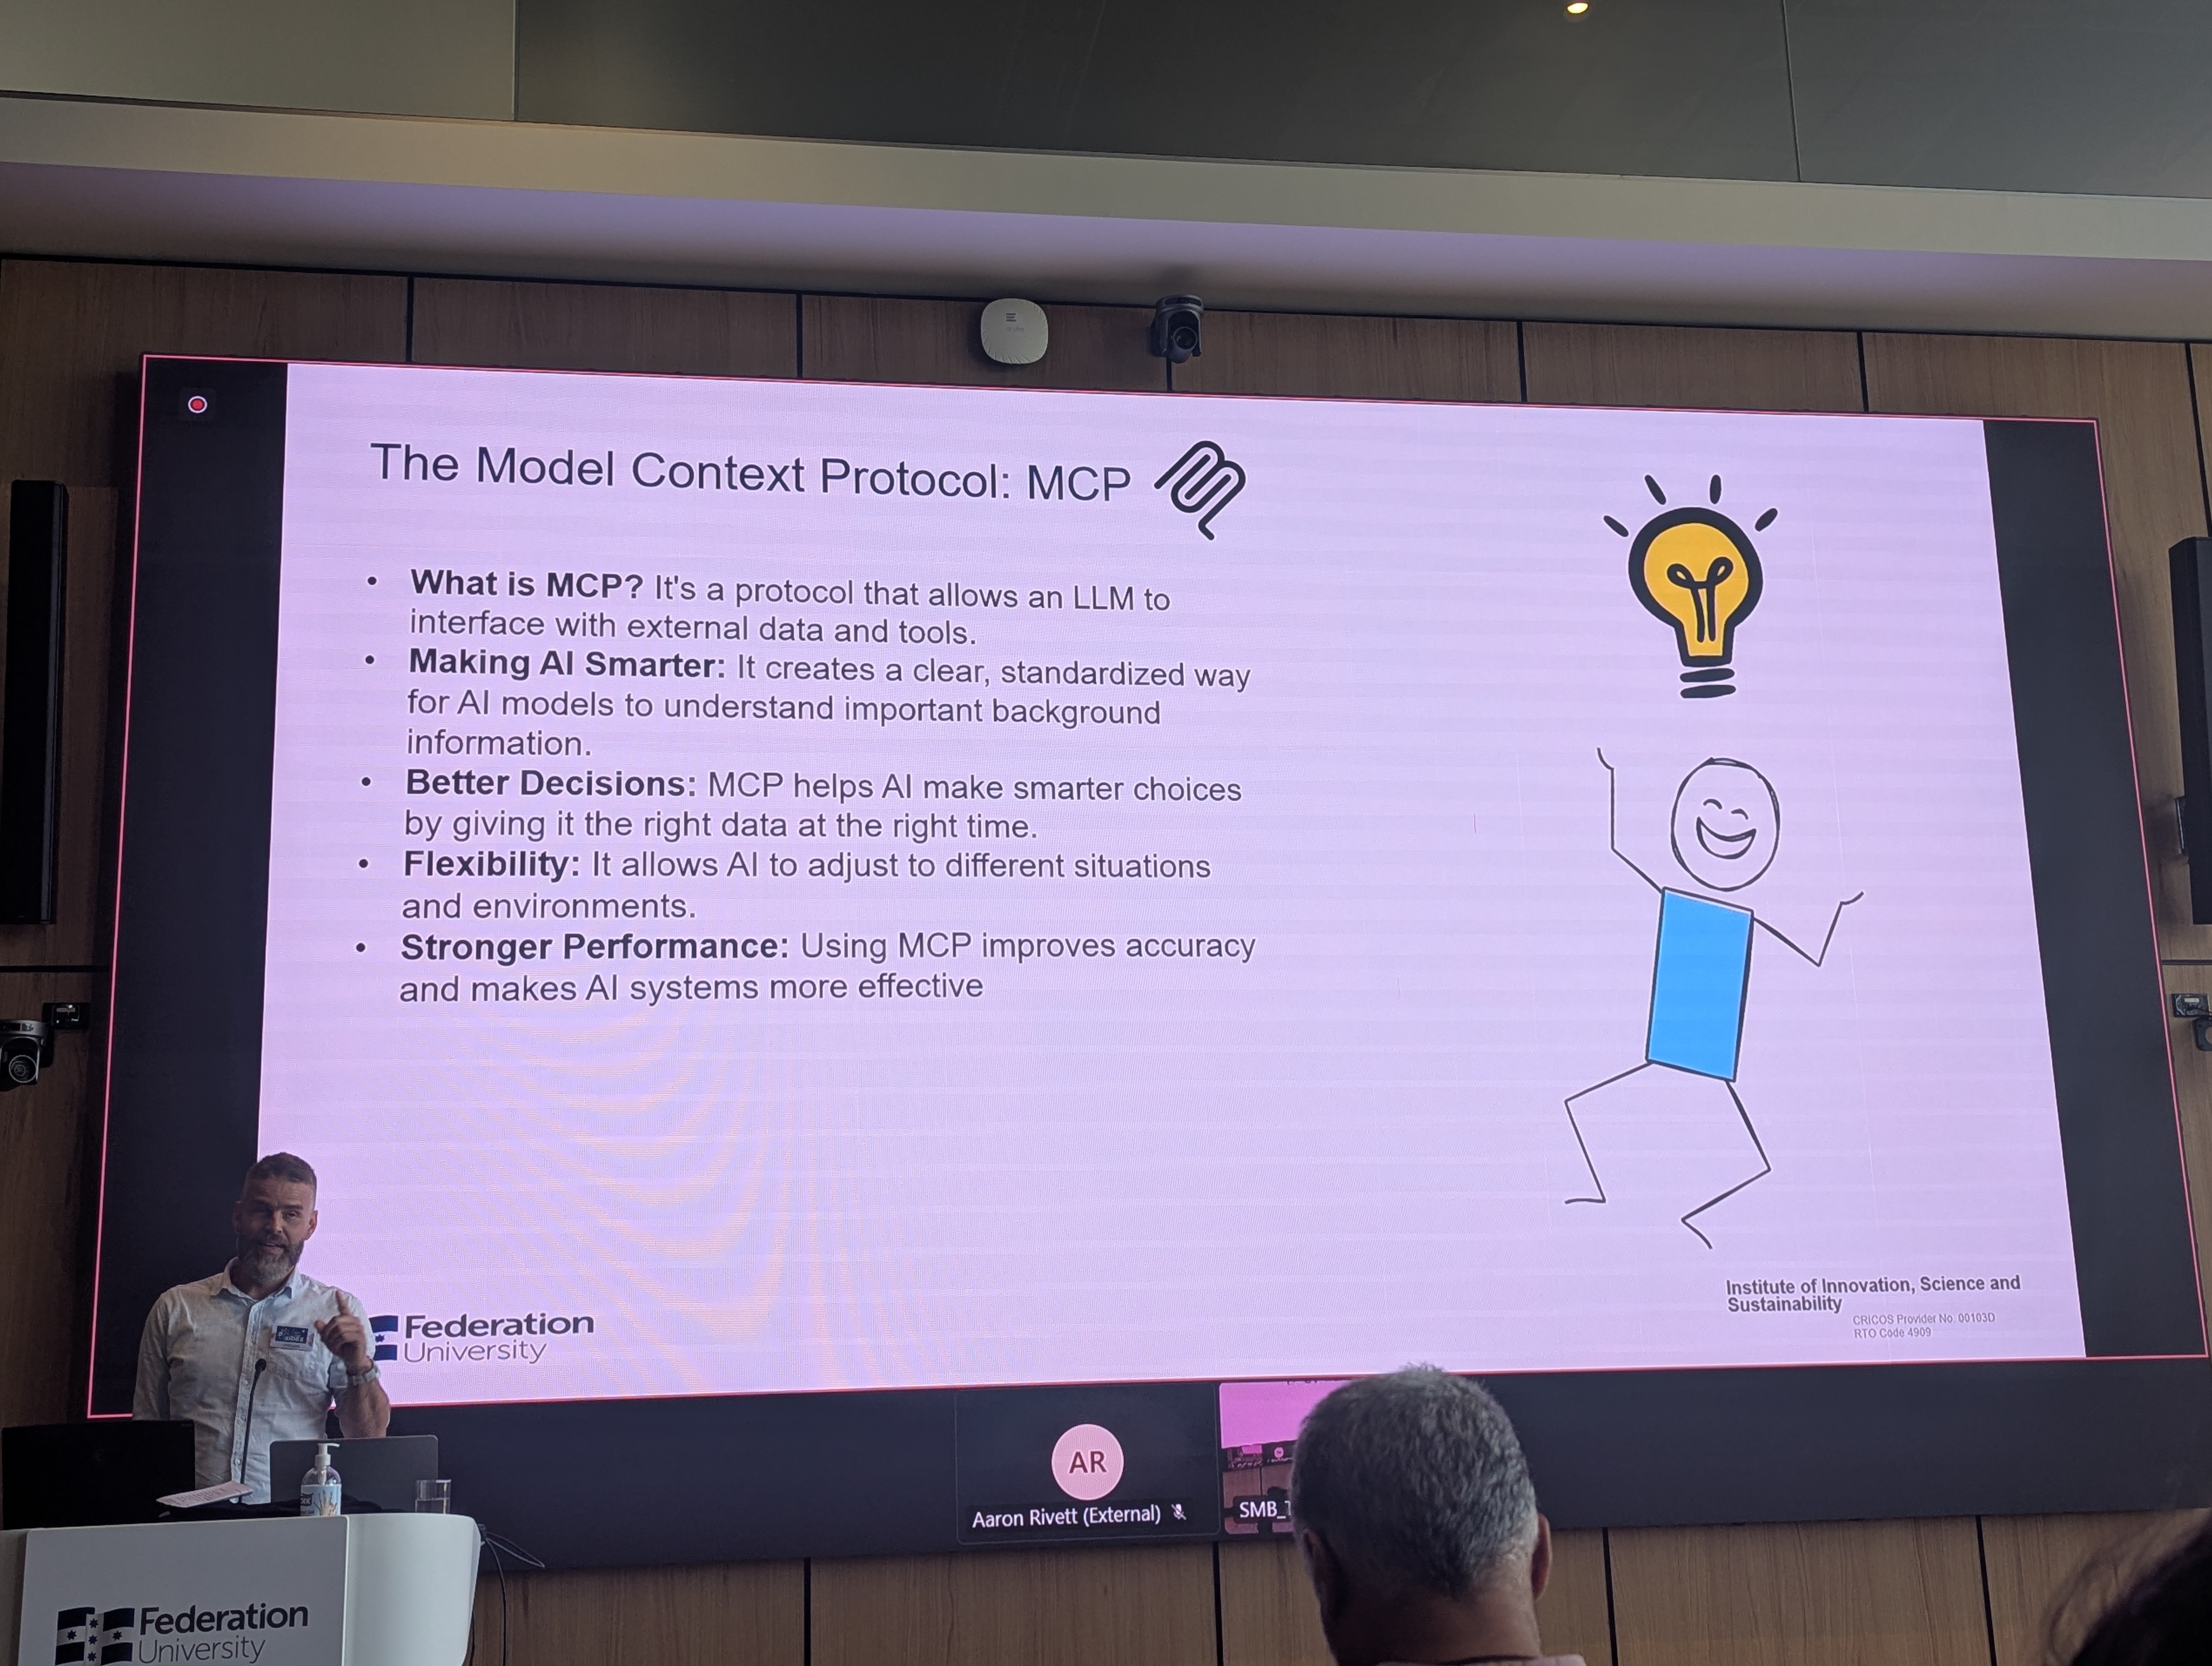 The Model Context Protocol: MCP
• What is MCP? It's a protocol that allows an LLM to
interface with external data and tools.
• Making AI Smarter: It creates a clear, standardized way
for AI models to understand important background
information.
• Better Decisions: MCP helps AI make smarter choices
by giving it the right data at the right time.
• Flexibility: It allows AI to adjust to different situations
and environments.
• Stronger Performance: Using MCP improves accuracy
and makes AI systems more effective
Federation
University
Institute of Innovation, Science and
Sustainability
CRICOS Provider No. 00103D
RTO Code 4909
AR
Aaron Rivett (External)
SMB_
Federation
University